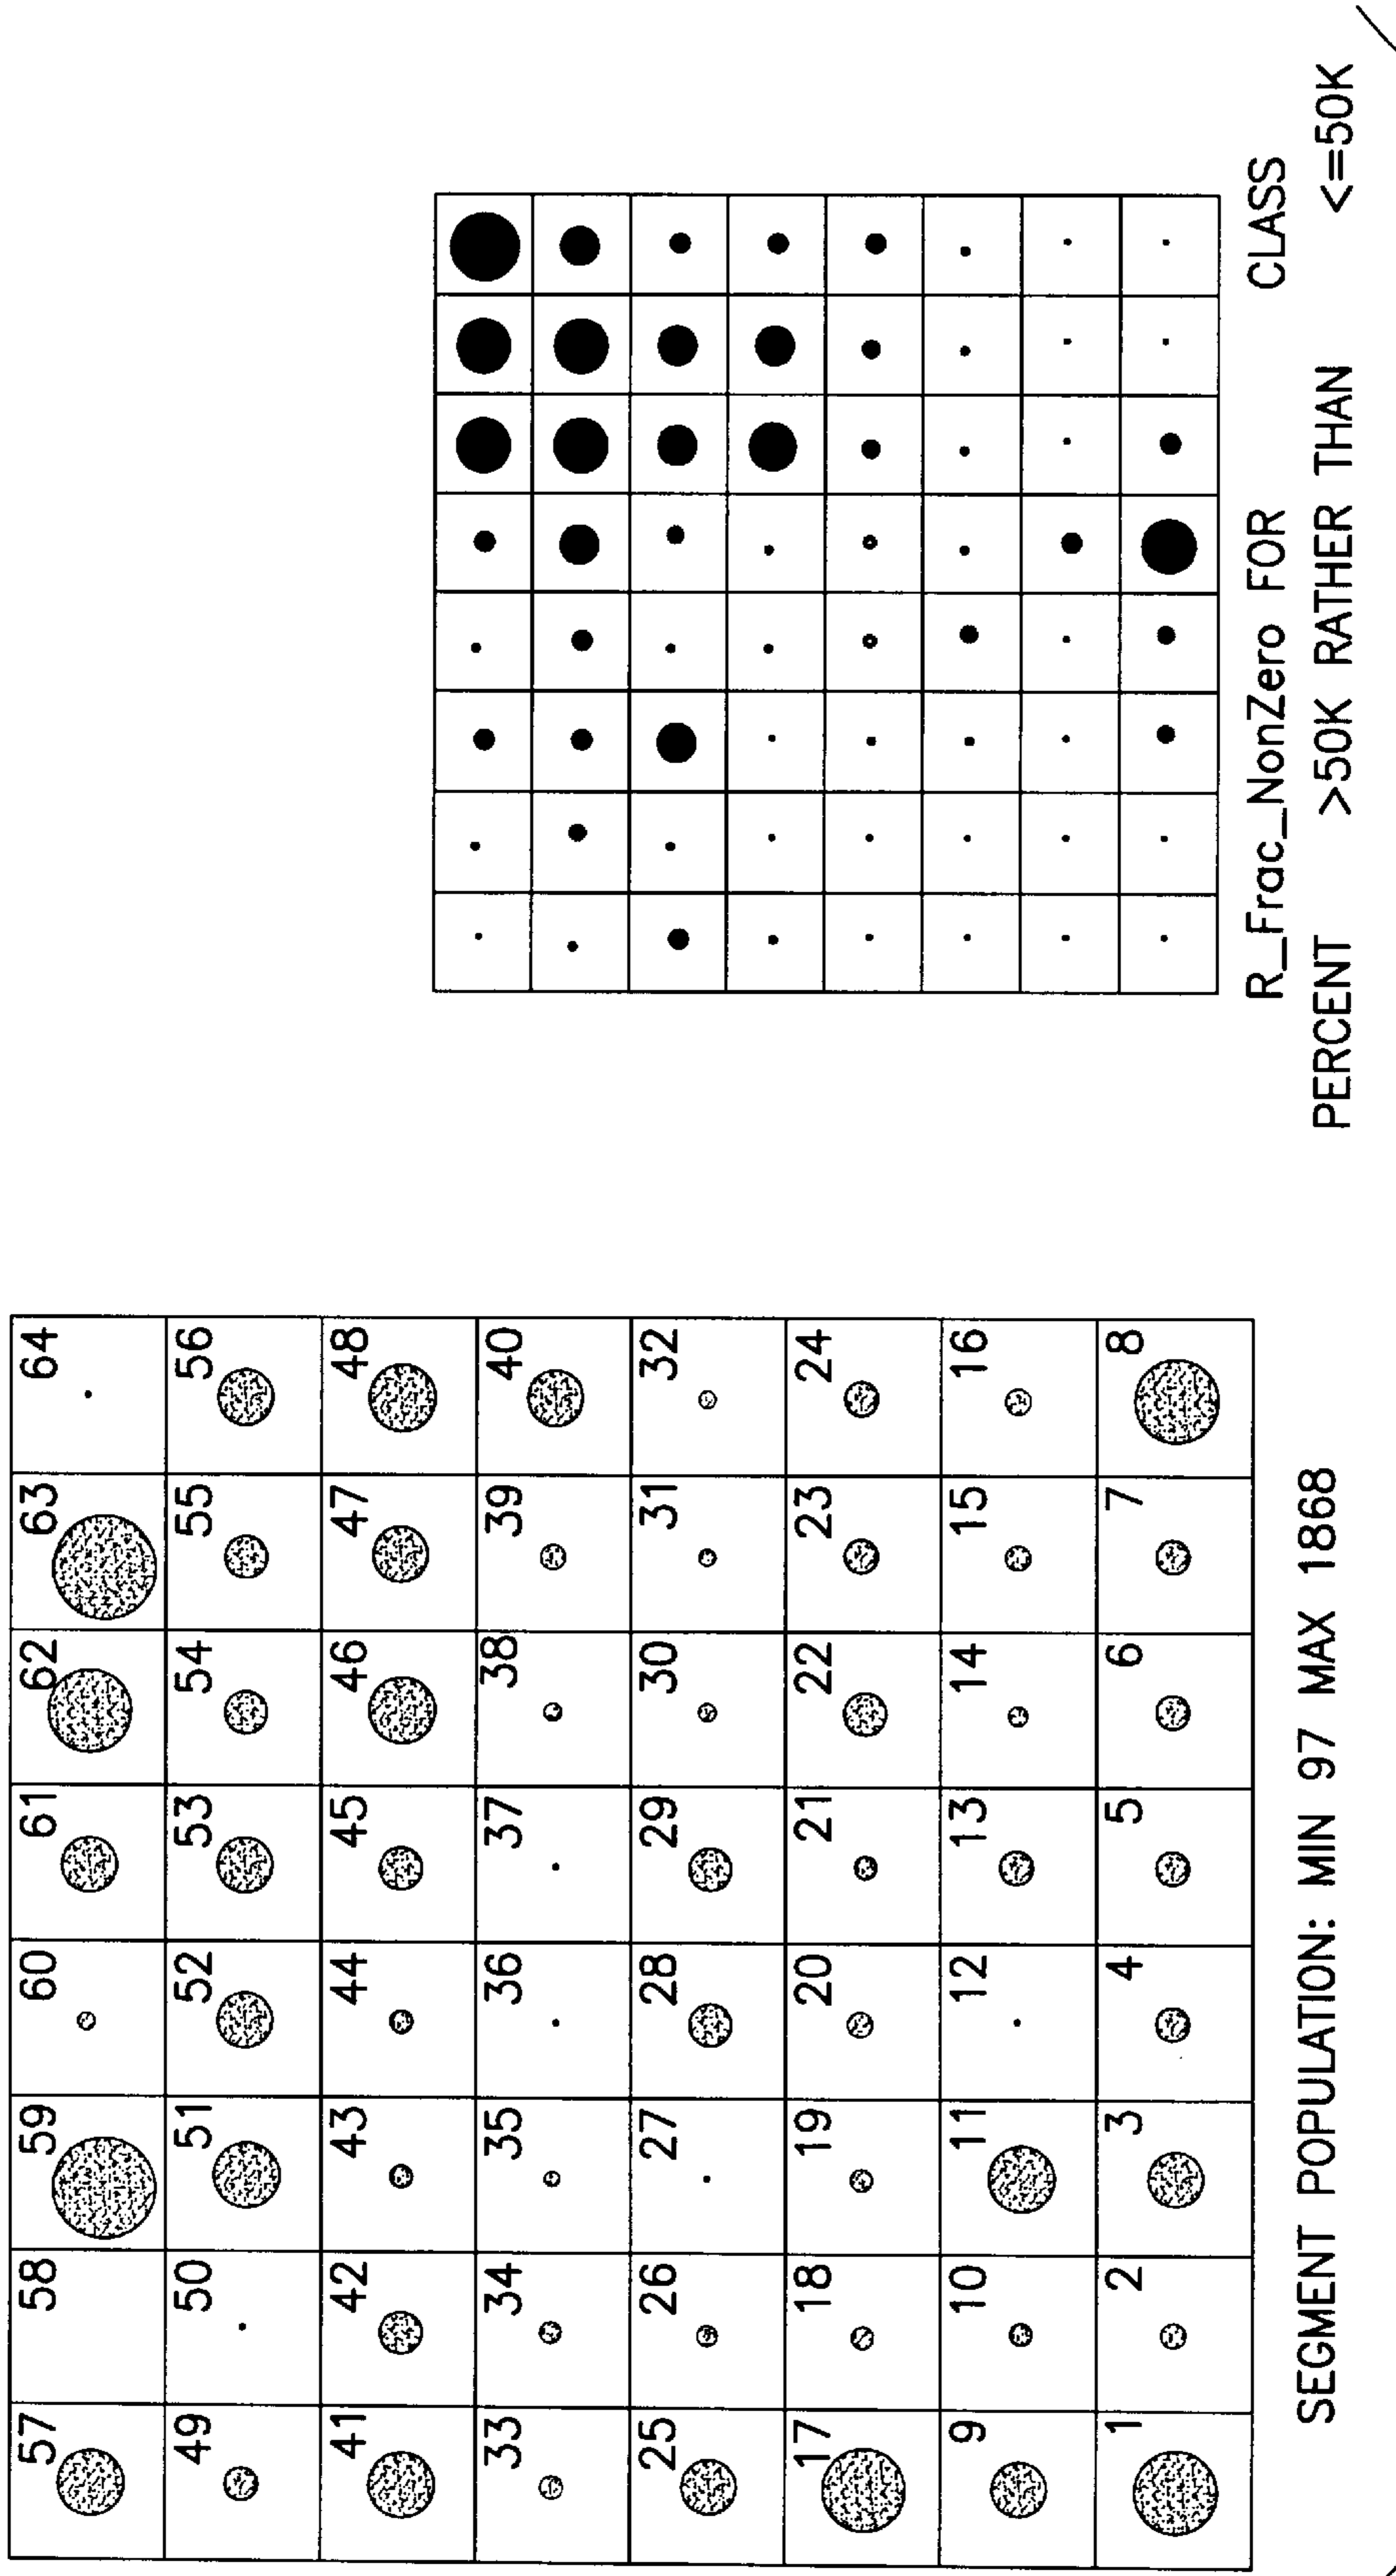 57 58 59 60 61 62 63 64
49 50 51 52 53 54 55 56
41 42 43 44 45 46 47 48
33 34 35 36 37 38 39 40
25 26 27 28 29 30 31 32
17 18 19 20 21 22 23 24
9 10 11 12 13 14 15 16
1 2 3 4 5 6 7 8
SEGMENT POPULATION: MIN 97 MAX 1868
R_Frac_NonZero FOR CLASS
PERCENT >50K RATHER THAN <=50K